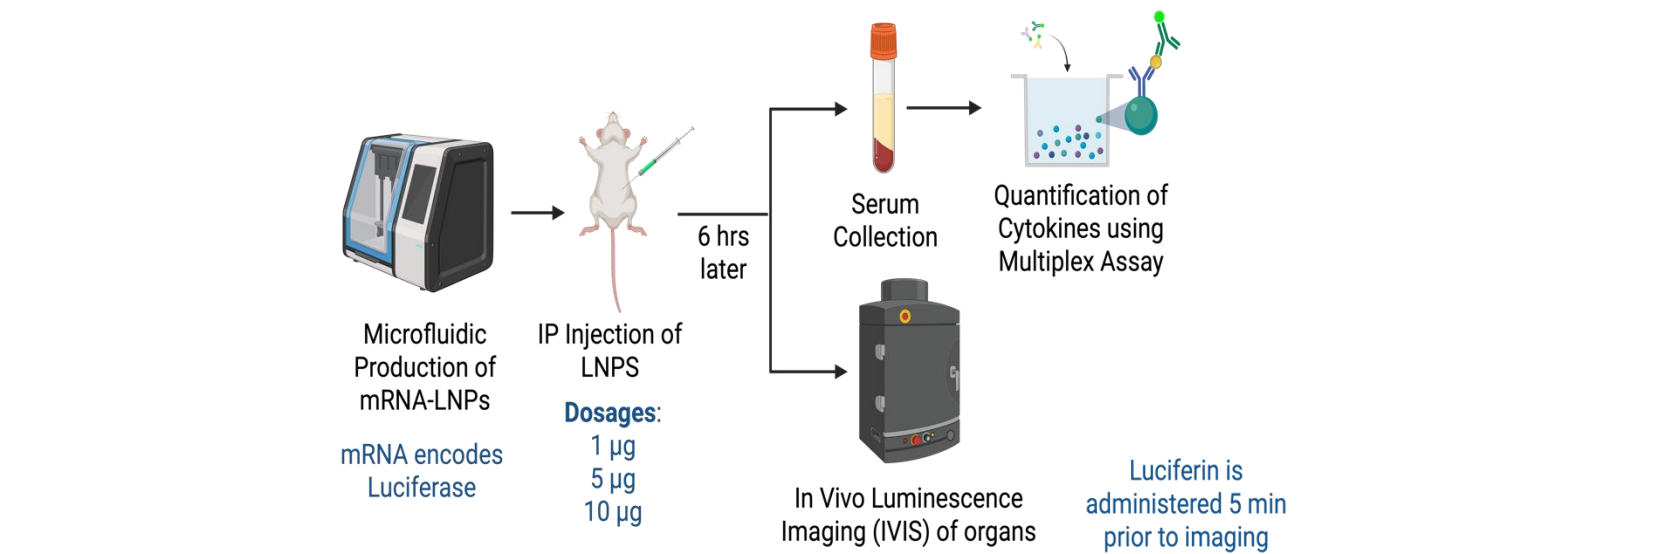 Microfluidic
Production of
mRNA-LNPs
mRNA encodes
Luciferase
IP Injection of
LNPS
Dosages:
1 µg
5 µg
10 µg
6 hrs
later
Serum
Collection
Quantification of
Cytokines using
Multiplex Assay
In Vivo Luminescence
Imaging (IVIS) of organs
Luciferin is
administered 5 min
prior to imaging